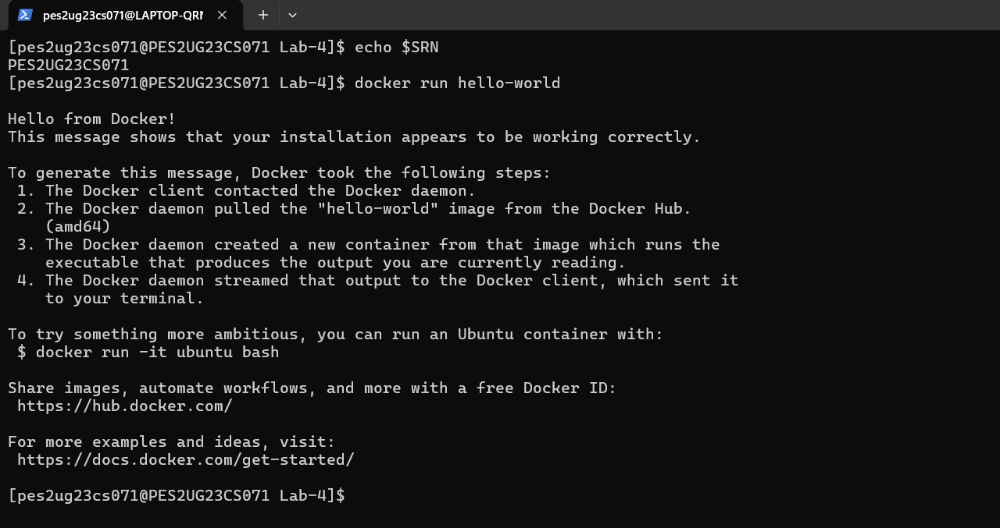 pes2ug23cs071@LAPTOP-QRN
[pes2ug23cs071@PES2UG23CS071 Lab-4]$ echo $SRN
PES2UG23CS071
[pes2ug23cs071@PES2UG23CS071 Lab-4]$ docker run hello-world
Hello from Docker!
This message shows that your installation appears to be working correctly.
To generate this message, Docker took the following steps:
1. The Docker client contacted the Docker daemon.
2. The Docker daemon pulled the "hello-world" image from the Docker Hub.
(amd64)
3. The Docker daemon created a new container from that image which runs the
executable that produces the output you are currently reading.
4. The Docker daemon streamed that output to the Docker client, which sent it
to your terminal.
To try something more ambitious, you can run an Ubuntu container with:
$ docker run -it ubuntu bash
Share images, automate workflows, and more with a free Docker ID:
https://hub.docker.com/
For more examples and ideas, visit:
https://docs.docker.com/get-started/
[pes2ug23cs071@PES2UG23CS071 Lab-4]$